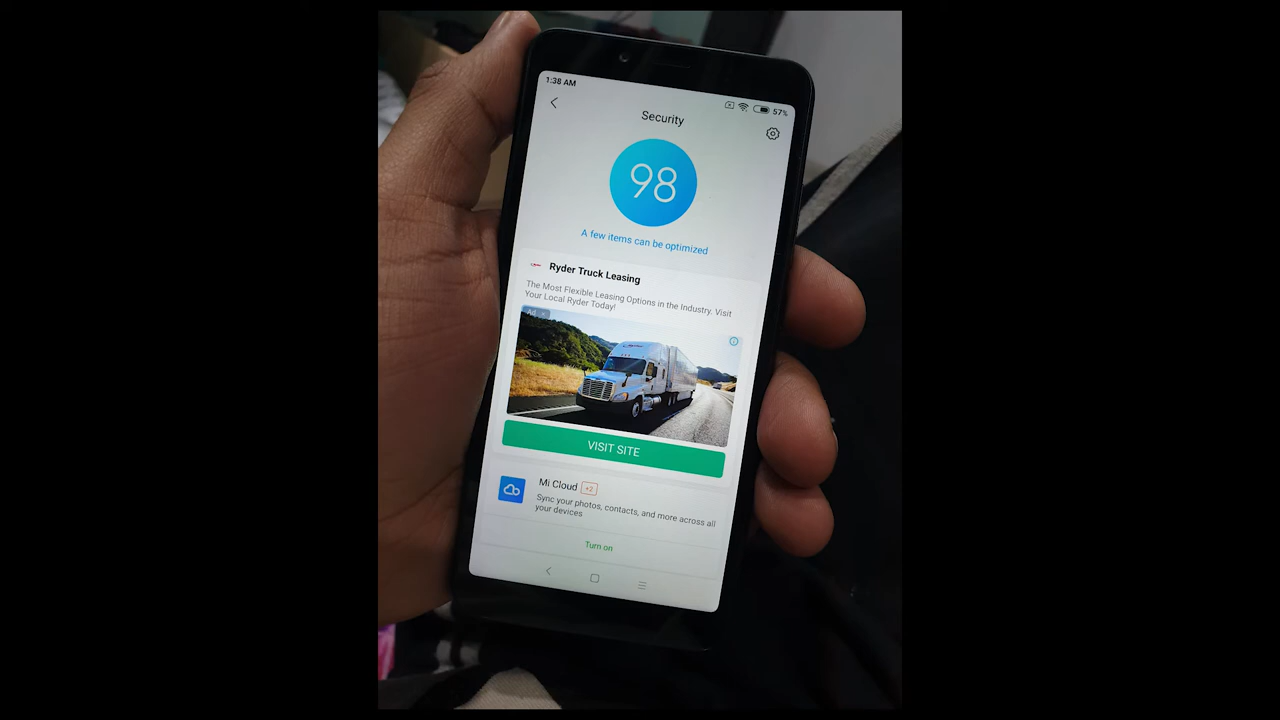 1:38 AM
57%
Security
98
A few items can be optimized
Ryder Truck Leasing
The Most Flexible Leasing Options in the Industry. Visit
Your Local Ryder Today!
Ad
VISIT SITE
Mi Cloud +2
Sync your photos, contacts, and more across all
your devices
Turn on